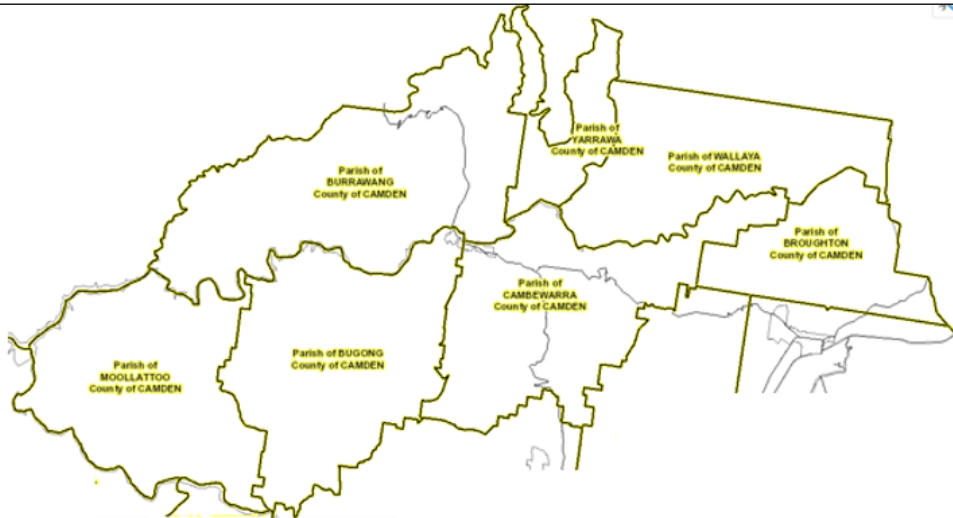 Parish of
YARRAWA
County of CAMDEN
Parish of WALLAYA
County of CAMDEN
Parish of
BURRAWANG
County of CAMDEN
Parish of
BROUGHTON
County of CAMDEN
Parish of
CAMBEWARRA
County of CAMDEN
Parish of BUGONG
County of CAMDEN
Parish of
MOOLLATTOO
County of CAMDEN